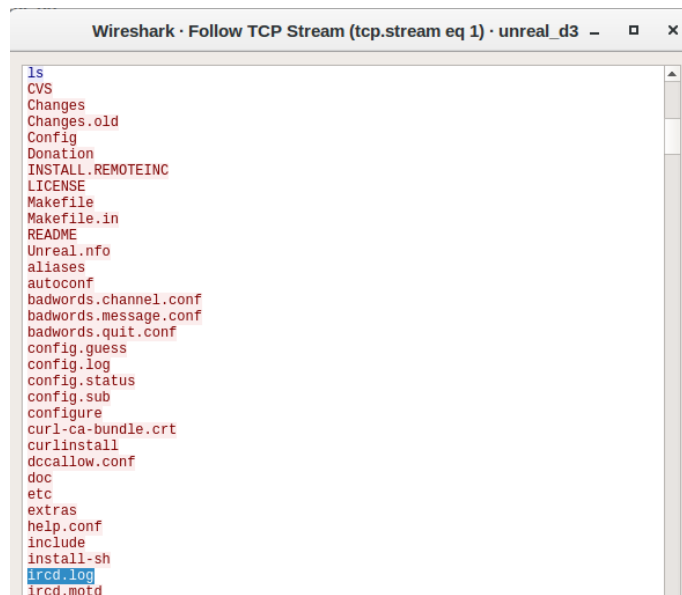 Wireshark · Follow TCP Stream (tcp.stream eq 1) · unreal_d3
ls
CVS
Changes
Changes.old
Config
Donation
INSTALL.REMOTEINC
LICENSE
Makefile
Makefile.in
README
Unreal.nfo
aliases
autoconf
badwords.channel.conf
badwords.message.conf
badwords.quit.conf
config.guess
config.log
config.status
config.sub
configure
curl-ca-bundle.crt
curlinstall
dccallow.conf
doc
etc
extras
help.conf
include
install-sh
ircd.log
ircd.motd